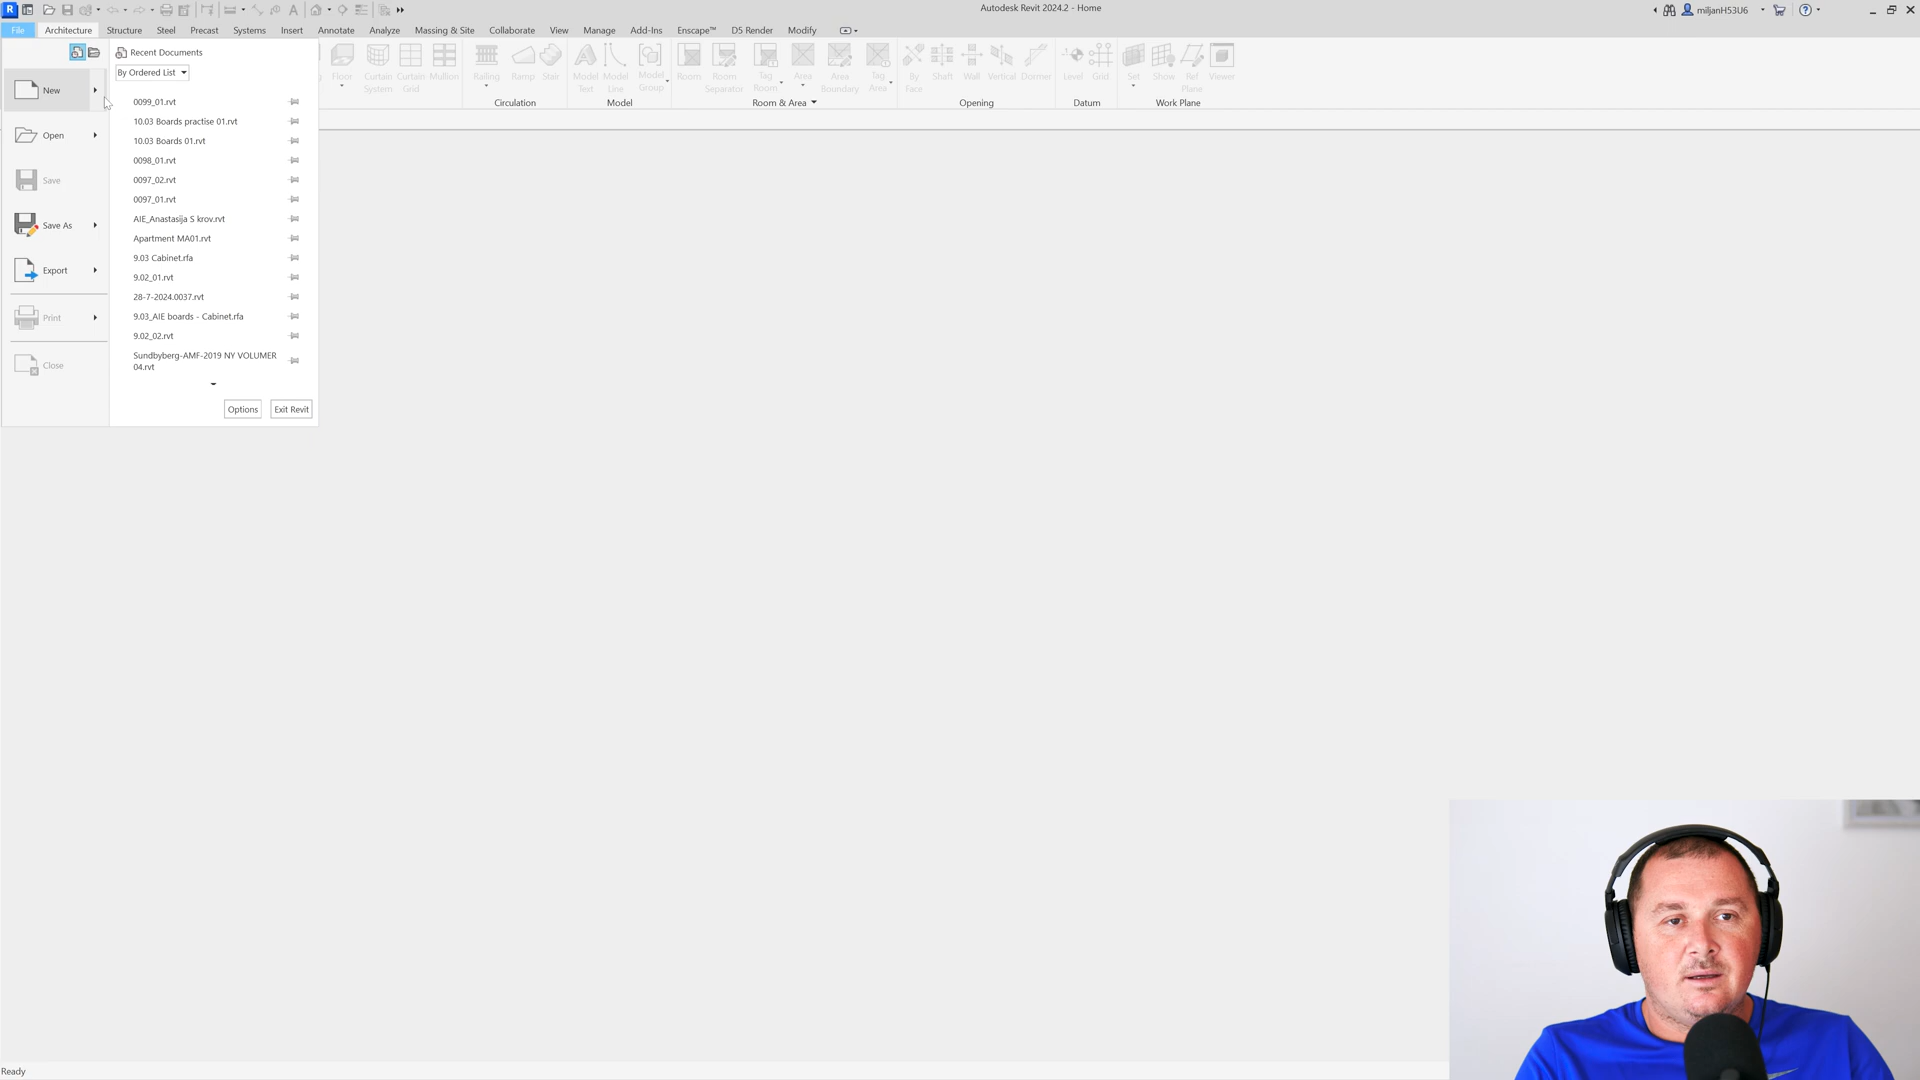 Autodesk Revit 2024.2 - Home
miljanH53U6
File Architecture Structure Steel Precast Systems Insert Annotate Analyze Massing & Site Collaborate View Manage Add-Ins Enscape™ D5 Render Modify
New
Open
Save
Save As
Export
Print
Close
Recent Documents
By Ordered List
0099_01.rvt
10.03 Boards practise 01.rvt
10.03 Boards 01.rvt
0098_01.rvt
0097_02.rvt
0097_01.rvt
AIE_Anastasija S krov.rvt
Apartment MA01.rvt
9.03 Cabinet.rfa
9.02_01.rvt
28-7-2024.0037.rvt
9.03_AIE boards - Cabinet.rfa
9.02_02.rvt
Sundbyberg-AMF-2019 NY VOLUMER
04.rvt
Options Exit Revit
Floor Curtain Curtain Mullion Railing Ramp Stair Model Model Model Room Room Tag Area Area Tag By Shaft Wall Vertical Dormer Level Grid Set Show Ref Viewer
System Grid Text Line Group Separator Room Boundary Area Face Plane
Circulation Model Room & Area Opening Datum Work Plane
Ready